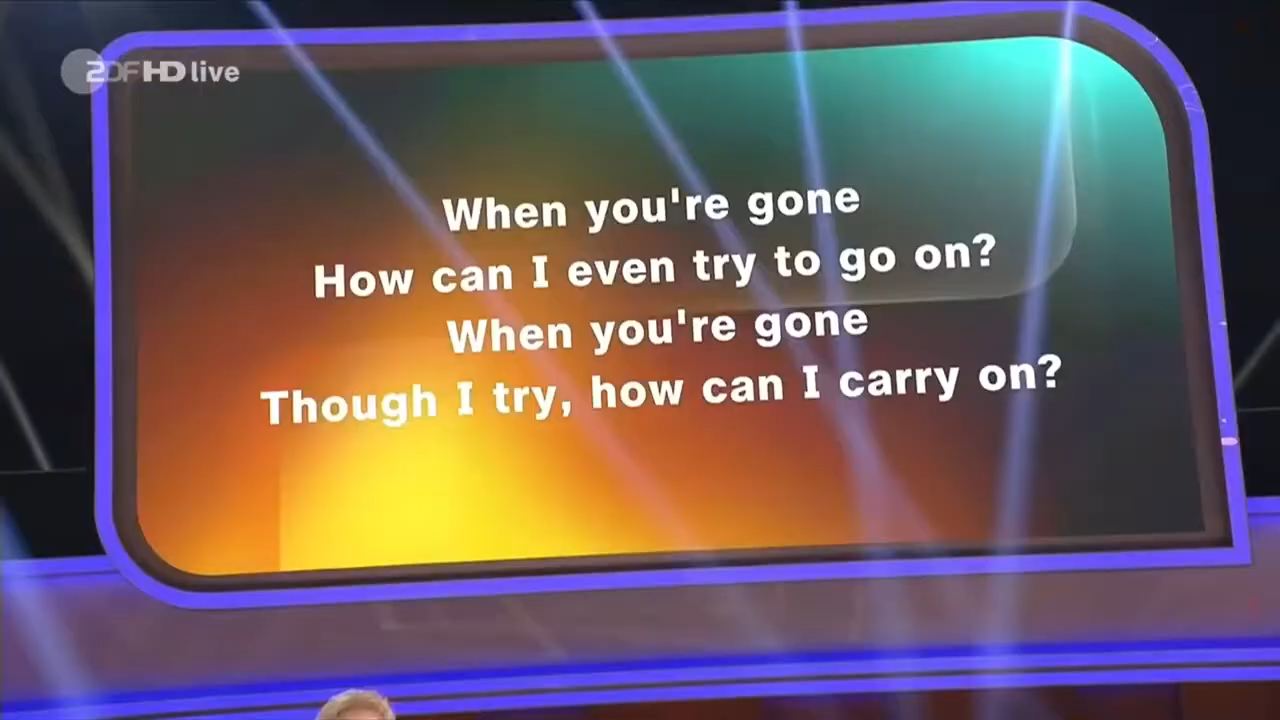 ZDF HD live
When you're gone
How can I even try to go on?
When you're gone
Though I try, how can I carry on?